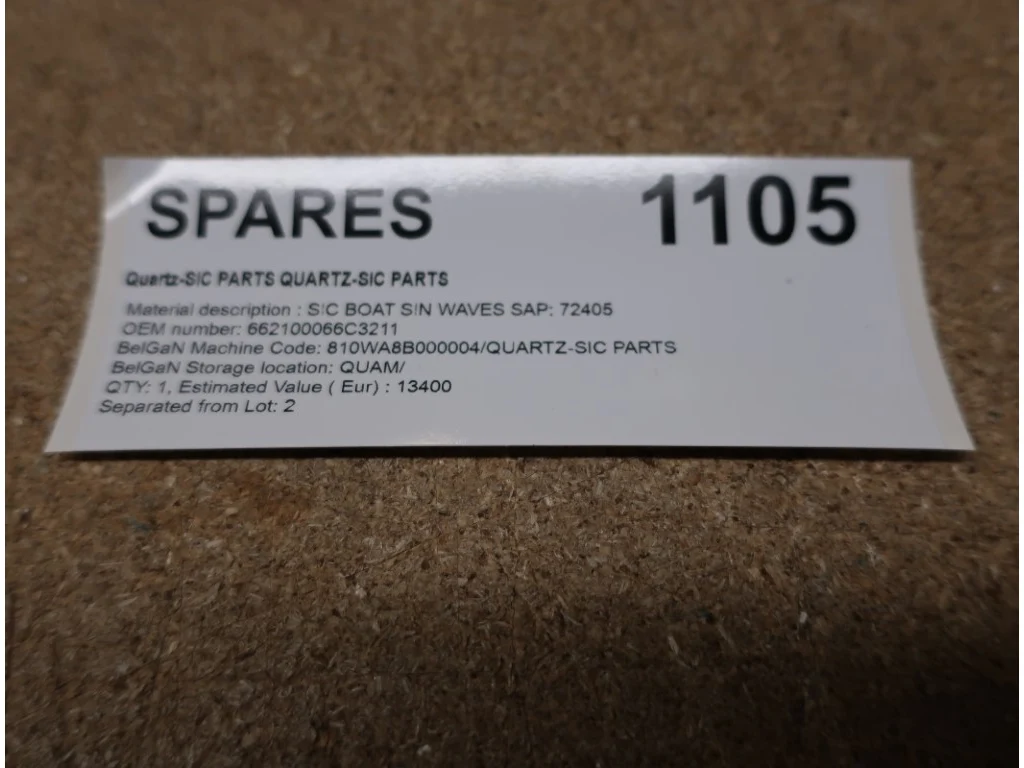 SPARES 1105
Quartz-SIC PARTS QUARTZ-SIC PARTS
Material description : SIC BOAT SIN WAVES SAP: 72405
OEM number: 662100066C3211
BelGaN Machine Code: 810WA8B000004/QUARTZ-SIC PARTS
BelGaN Storage location: QUAM/
QTY: 1, Estimated Value ( Eur) : 13400
Separated from Lot: 2